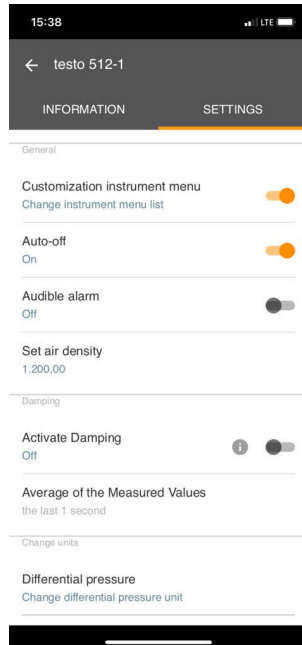 15:38
LTE
testo 512-1
INFORMATION
SETTINGS
General
Customization instrument menu
Change instrument menu list
Auto-off
On
Audible alarm
Off
Set air density
1.200,00
Damping
Activate Damping
Off
Average of the Measured Values
the last 1 second
Change units
Differential pressure
Change differential pressure unit